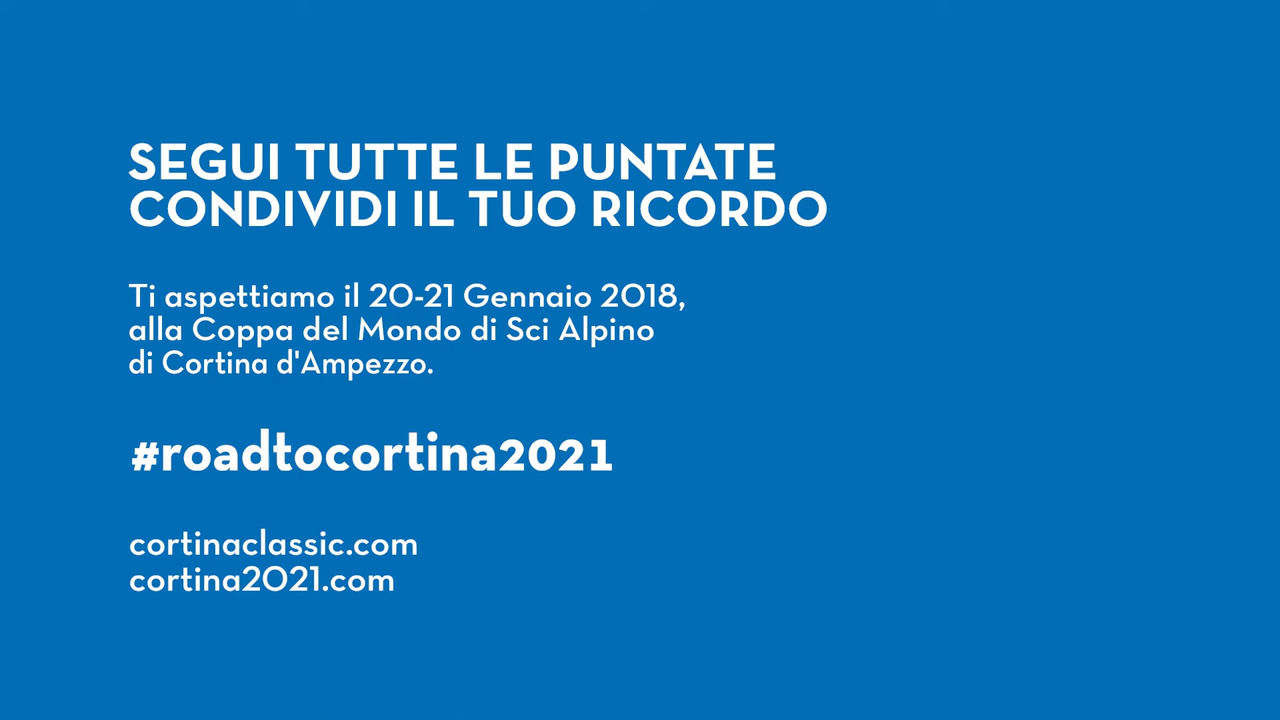 SEGUI TUTTE LE PUNTATE
CONDIVIDI IL TUO RICORDO
Ti aspettiamo il 20-21 Gennaio 2018,
alla Coppa del Mondo di Sci Alpino
di Cortina d'Ampezzo.
#roadtocortina2021
cortinaclassic.com
cortina2021.com